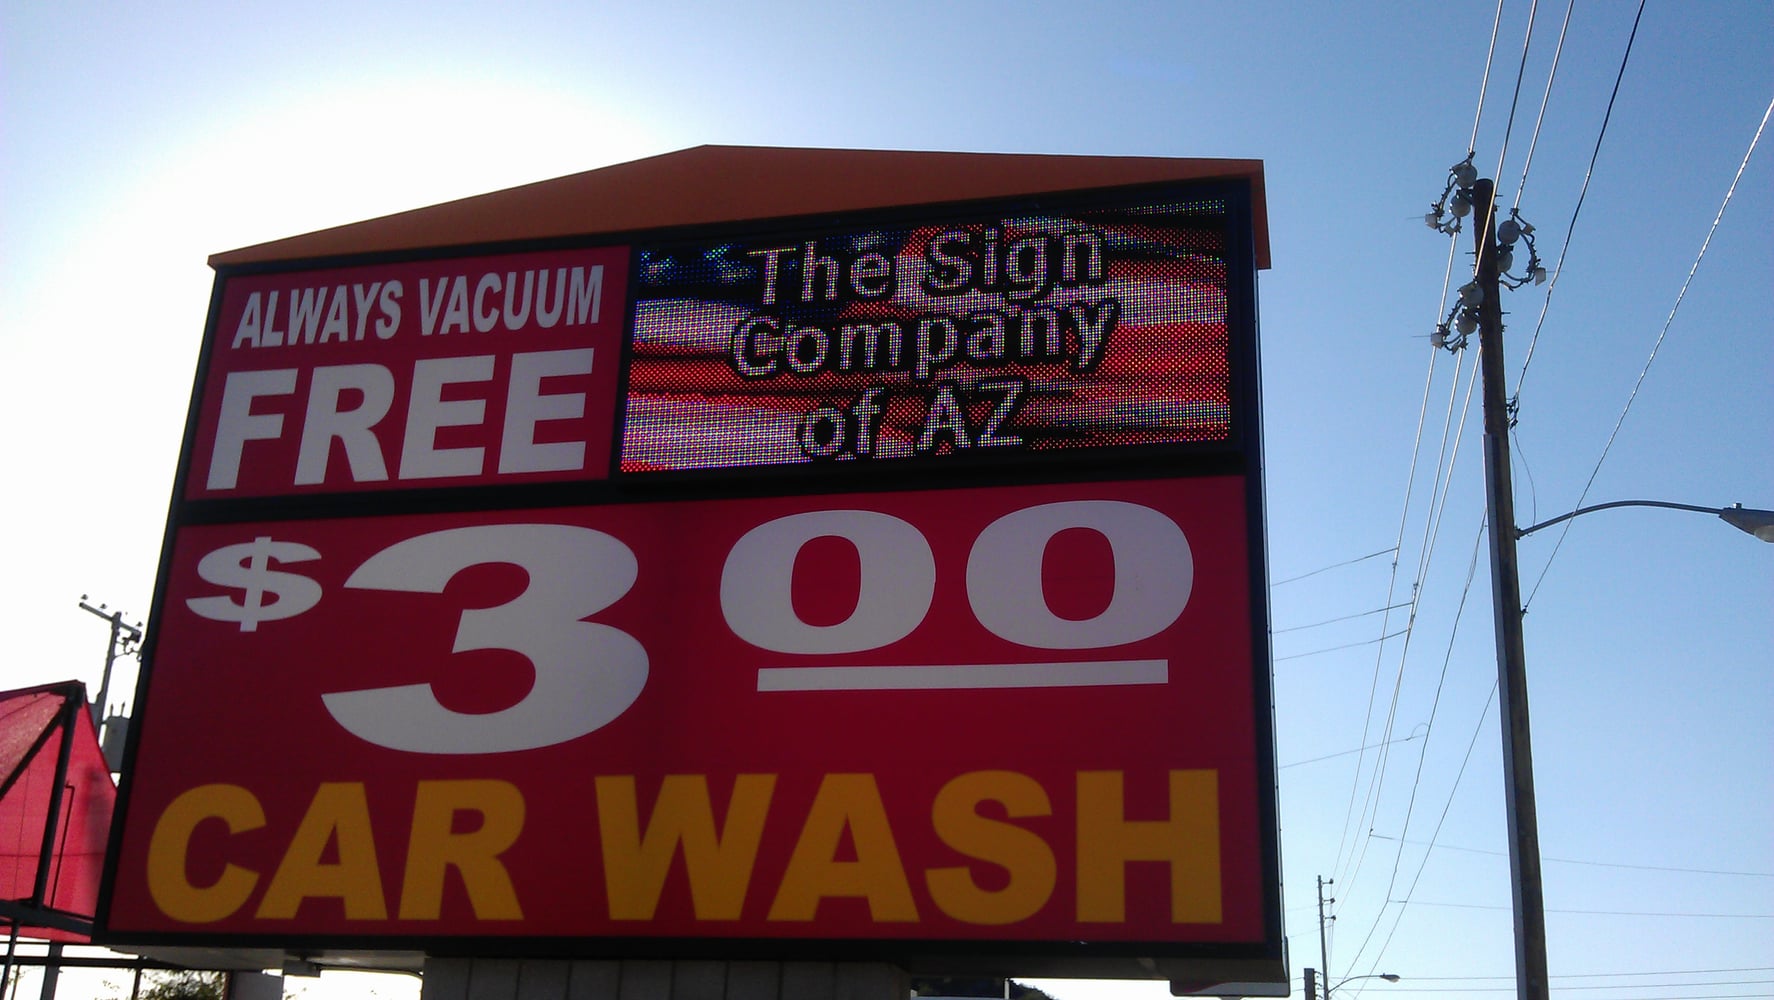 ALWAYS VACUUM
FREE
The Sign
Company
of AZ
$3.00
CAR WASH